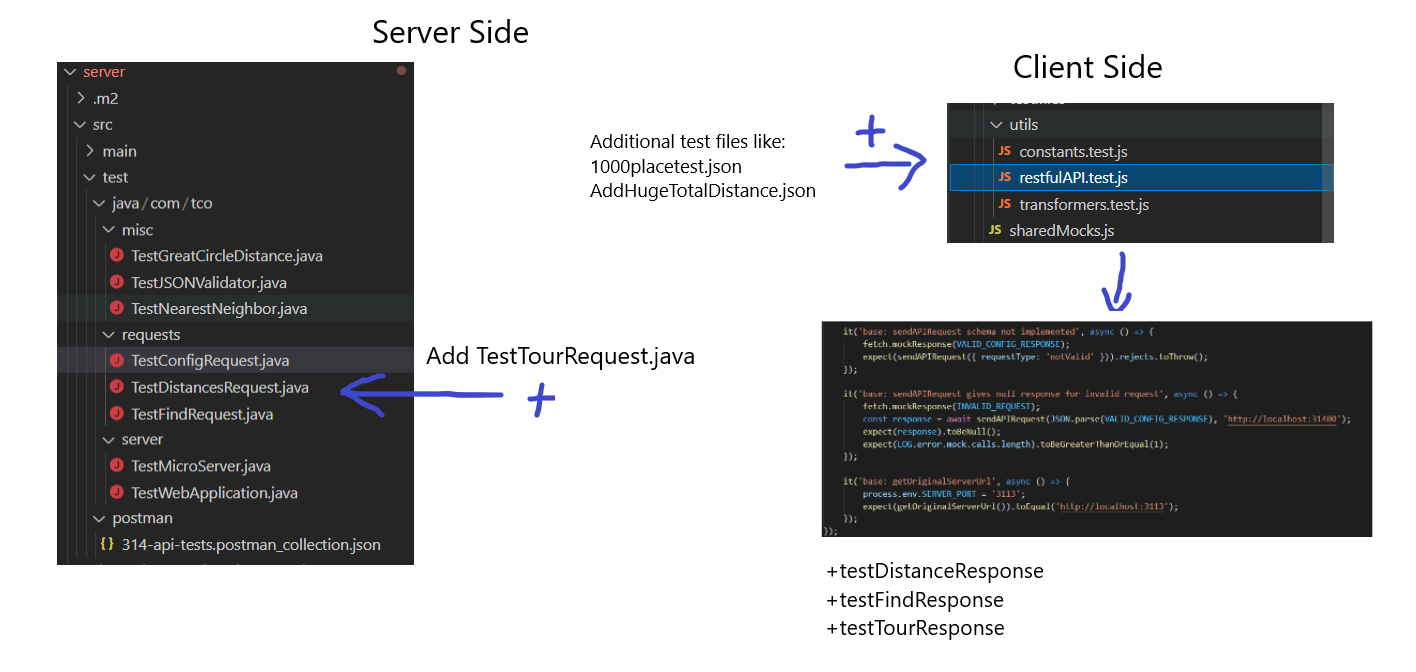 Server Side
server
.m2
src
main
test
java/com/tco
misc
TestGreatCircleDistance.java
TestJSONValidator.java
TestNearestNeighbor.java
requests
TestConfigRequest.java
TestDistancesRequest.java
TestFindRequest.java
server
TestMicroServer.java
TestWebApplication.java
postman
{} 314-api-tests.postman_collection.json
Add TestTourRequest.java
+
Additional test files like:
1000placetest.json
AddHugeTotalDistance.json
+
Client Side
utils
JS constants.test.js
JS restfulAPI.test.js
JS transformers.test.js
JS sharedMocks.js
it('base: sendAPIRequest schema not implemented', async () => {
fetch.mockResponse(VALID_CONFIG_RESPONSE);
expect(sendAPIRequest({ requestType: 'notValid' })).rejects.toThrow();
});
it('base: sendAPIRequest gives null response for invalid request', async () => {
fetch.mockResponse(INVALID_REQUEST);
const response = await sendAPIRequest(JSON.parse(VALID_CONFIG_RESPONSE), 'http://localhost:31400');
expect(response).toBeNull();
expect(LOG.error.mock.calls.length).toBeGreaterThanOrEqual(1);
});
it('base: getOriginalServerUrl', async () => {
process.env.SERVER_PORT = '3113';
expect(getOriginalServerUrl()).toEqual('http://localhost:3113');
});
});
+testDistanceResponse
+testFindResponse
+testTourResponse